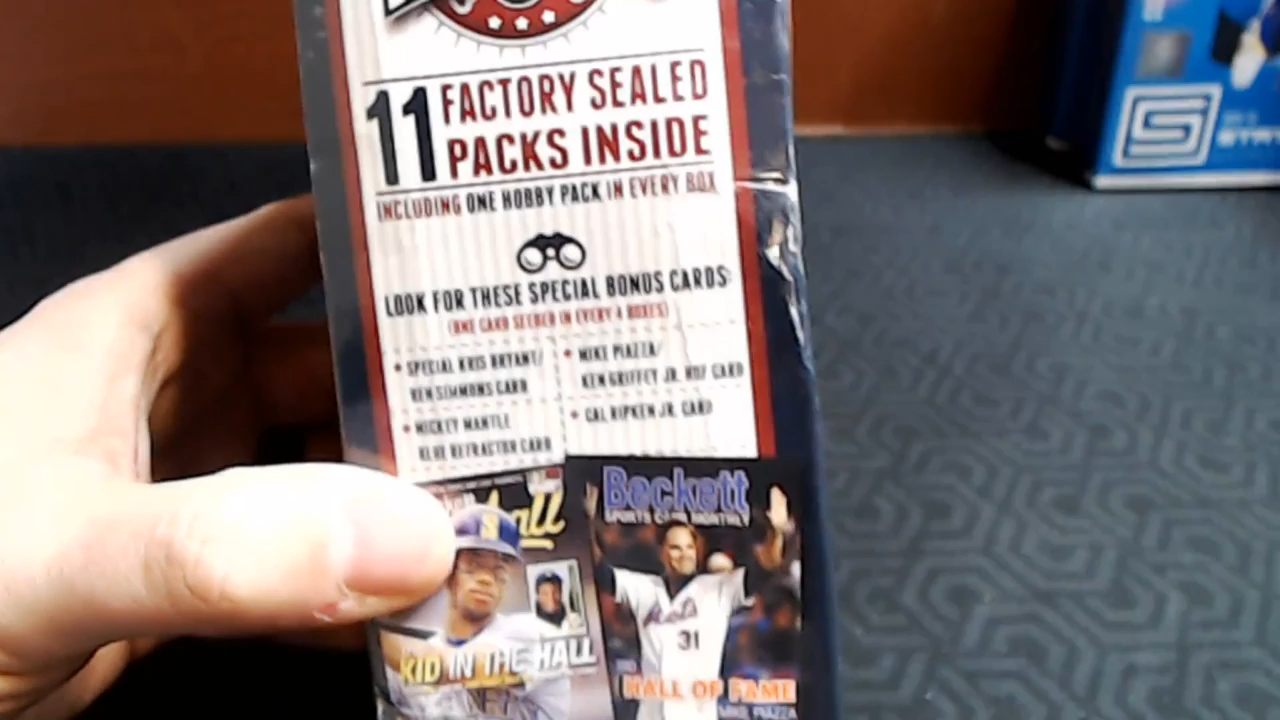 11 FACTORY SEALED
PACKS INSIDE
INCLUDING ONE HOBBY PACK IN EVERY BOX
LOOK FOR THESE SPECIAL BONUS CARDS:
(ONE CARD SEEDED IN EVERY 4 BOXES)
• SPECIAL KRIS BRYANT/
KEN SIMMONS CARD
• MICKEY MANTLE
BLUE REFRACTOR CARD
• MIKE PIAZZA/
KEN GRIFFEY JR. HOF CARD
• CAL RIPKEN JR. CARD
Beckett
SPORTS CARD MONTHLY
S
31
KID IN THE HALL
HALL OF FAME
MIKE PIAZZA
S